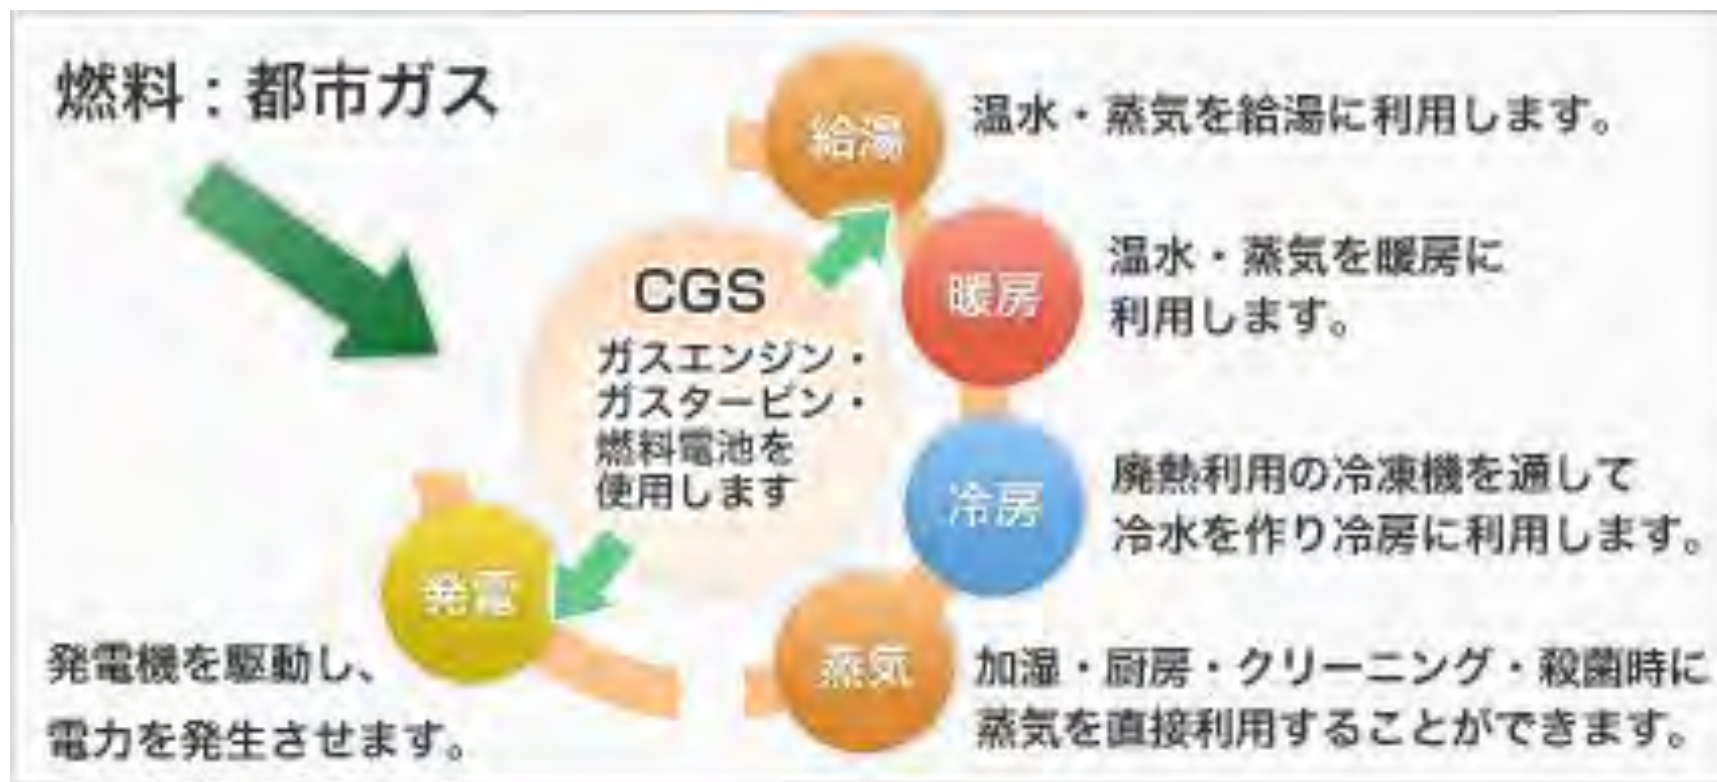 燃料：都市ガス
給湯
温水・蒸気を給湯に利用します。
暖房
温水・蒸気を暖房に
利用します。
CGS
ガスエンジン・
ガスタービン・
燃料電池を
使用します
冷房
廃熱利用の冷凍機を通して
冷水を作り冷房に利用します。
発電
発電機を駆動し、
電力を発生させます。
蒸気
加湿・厨房・クリーニング・殺菌時に
蒸気を直接利用することができます。